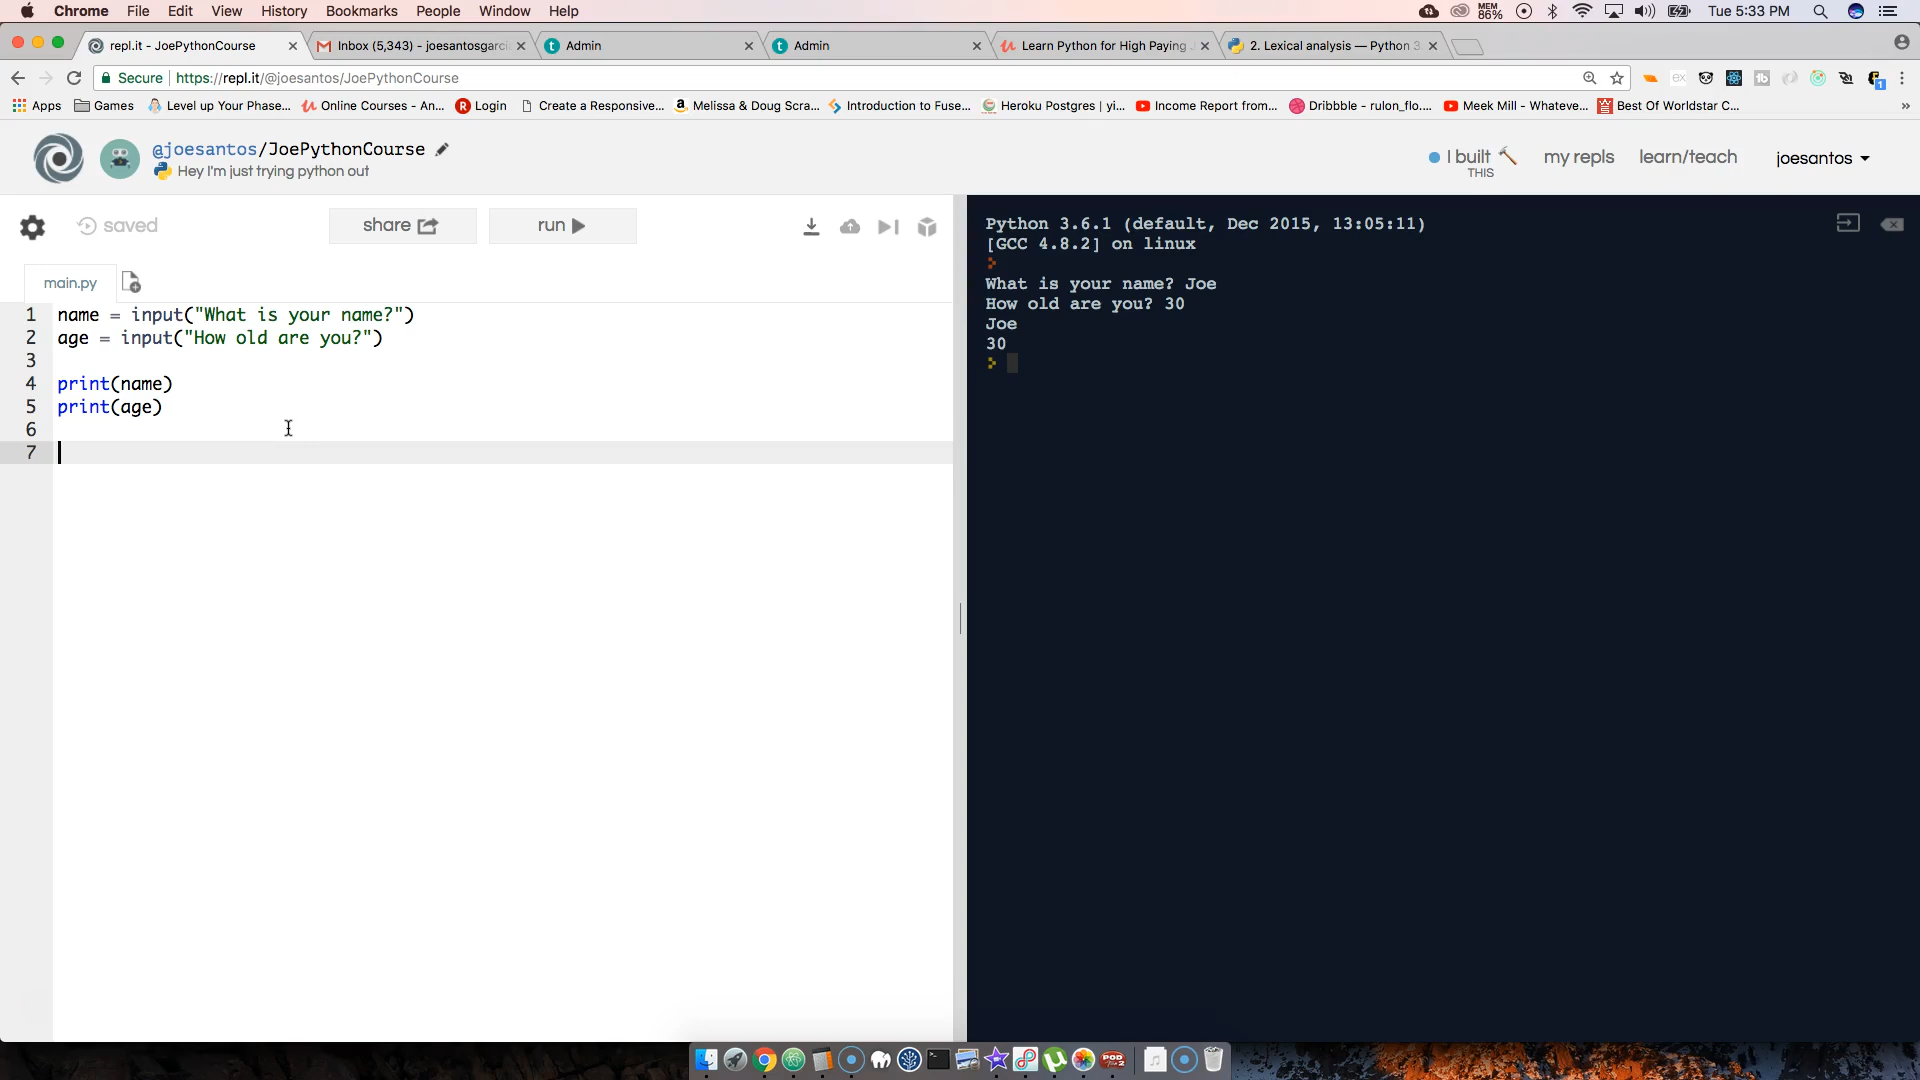 Chrome File Edit View History Bookmarks People Window Help MEM 86% Tue 5:33 PM
repl.it - JoePythonCourse Inbox (5,343) - joesantosgarci Admin Admin Learn Python for High Paying 2. Lexical analysis — Python 3.
Secure https://repl.it/@joesantos/JoePythonCourse
Apps Games Level up Your Phase... Online Courses - An... Login Create a Responsive... Melissa & Doug Scra... Introduction to Fuse... Heroku Postgres | yi... Income Report from... Dribbble - rulon_flo.... Meek Mill - Whateve... Best Of Worldstar C... »
@joesantos/JoePythonCourse
Hey I'm just trying python out
I built
THIS
my repls learn/teach joesantos
saved share run
main.py
1 name = input("What is your name?")
2 age = input("How old are you?")
3
4 print(name)
5 print(age)
6
7
Python 3.6.1 (default, Dec 2015, 13:05:11)
[GCC 4.8.2] on linux
What is your name? Joe
How old are you? 30
Joe
30